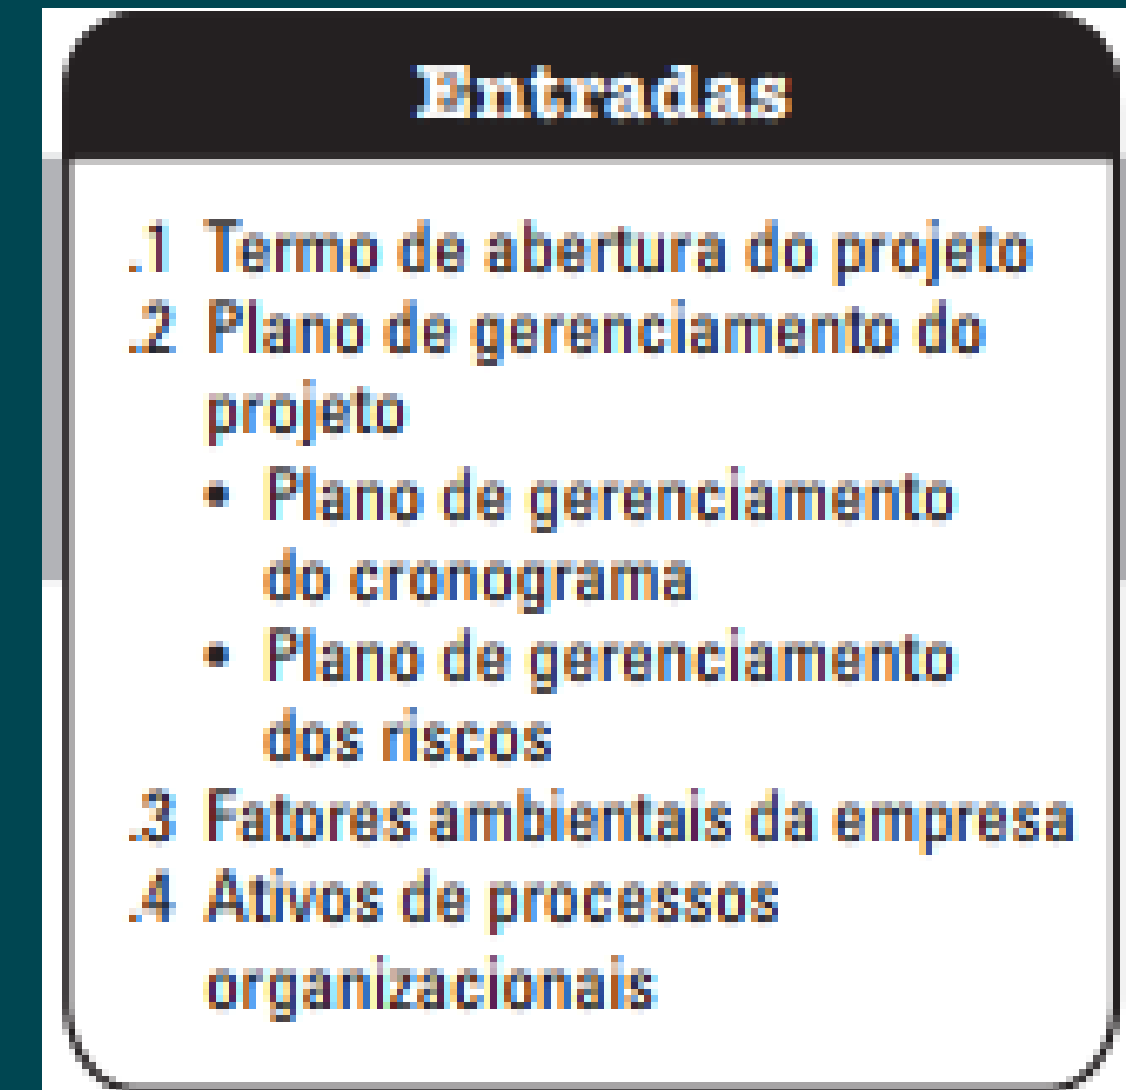 Entradas
.1 Termo de abertura do projeto
.2 Plano de gerenciamento do
projeto
• Plano de gerenciamento
do cronograma
• Plano de gerenciamento
dos riscos
.3 Fatores ambientais da empresa
.4 Ativos de processos
organizacionais